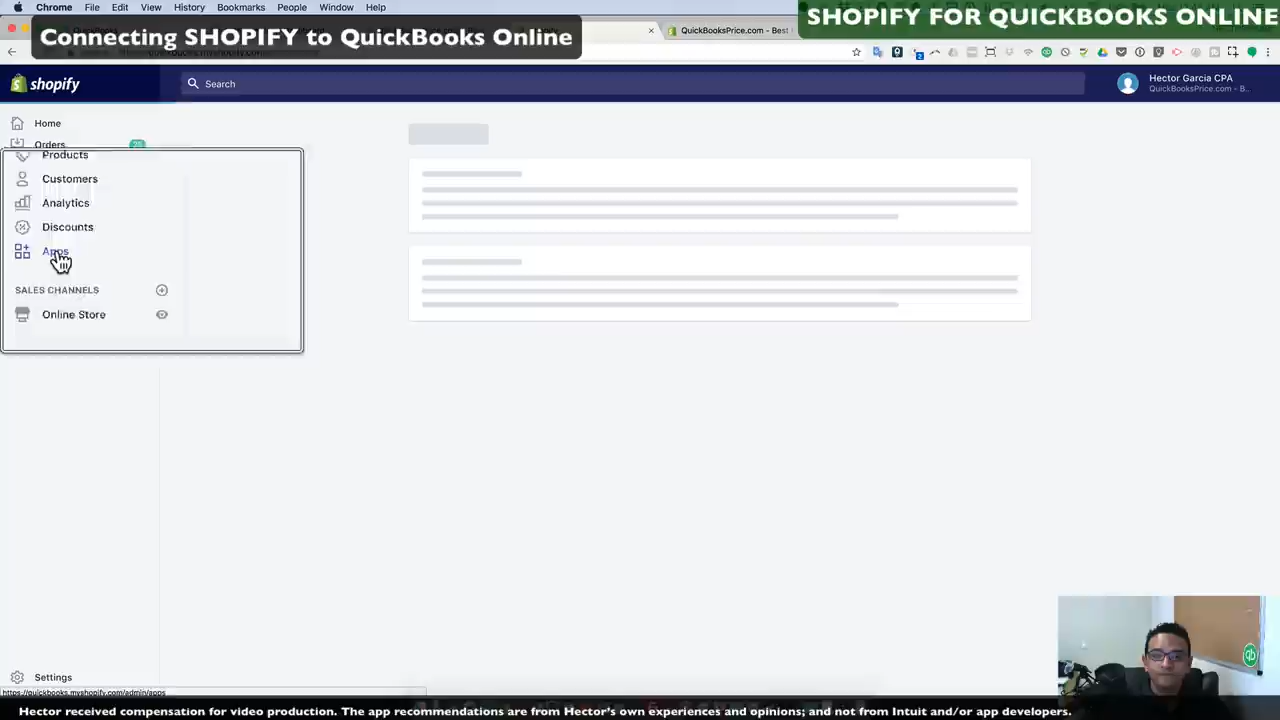 Chrome File Edit View History Bookmarks People Window Help
SHOPIFY FOR QUICKBOOKS ONLINE
Connecting SHOPIFY to QuickBooks Online
QuickBooksPrice.com - Best
shopify
Search
Hector Garcia CPA
QuickBooksPrice.com - B...
Home
Orders
Products
Customers
Analytics
Discounts
Apps
SALES CHANNELS
Online Store
Settings
https://quickbooks.myshopify.com/admin/apps
Hector received compensation for video production. The app recommendations are from Hector's own experiences and opinions; and not from Intuit and/or app developers.